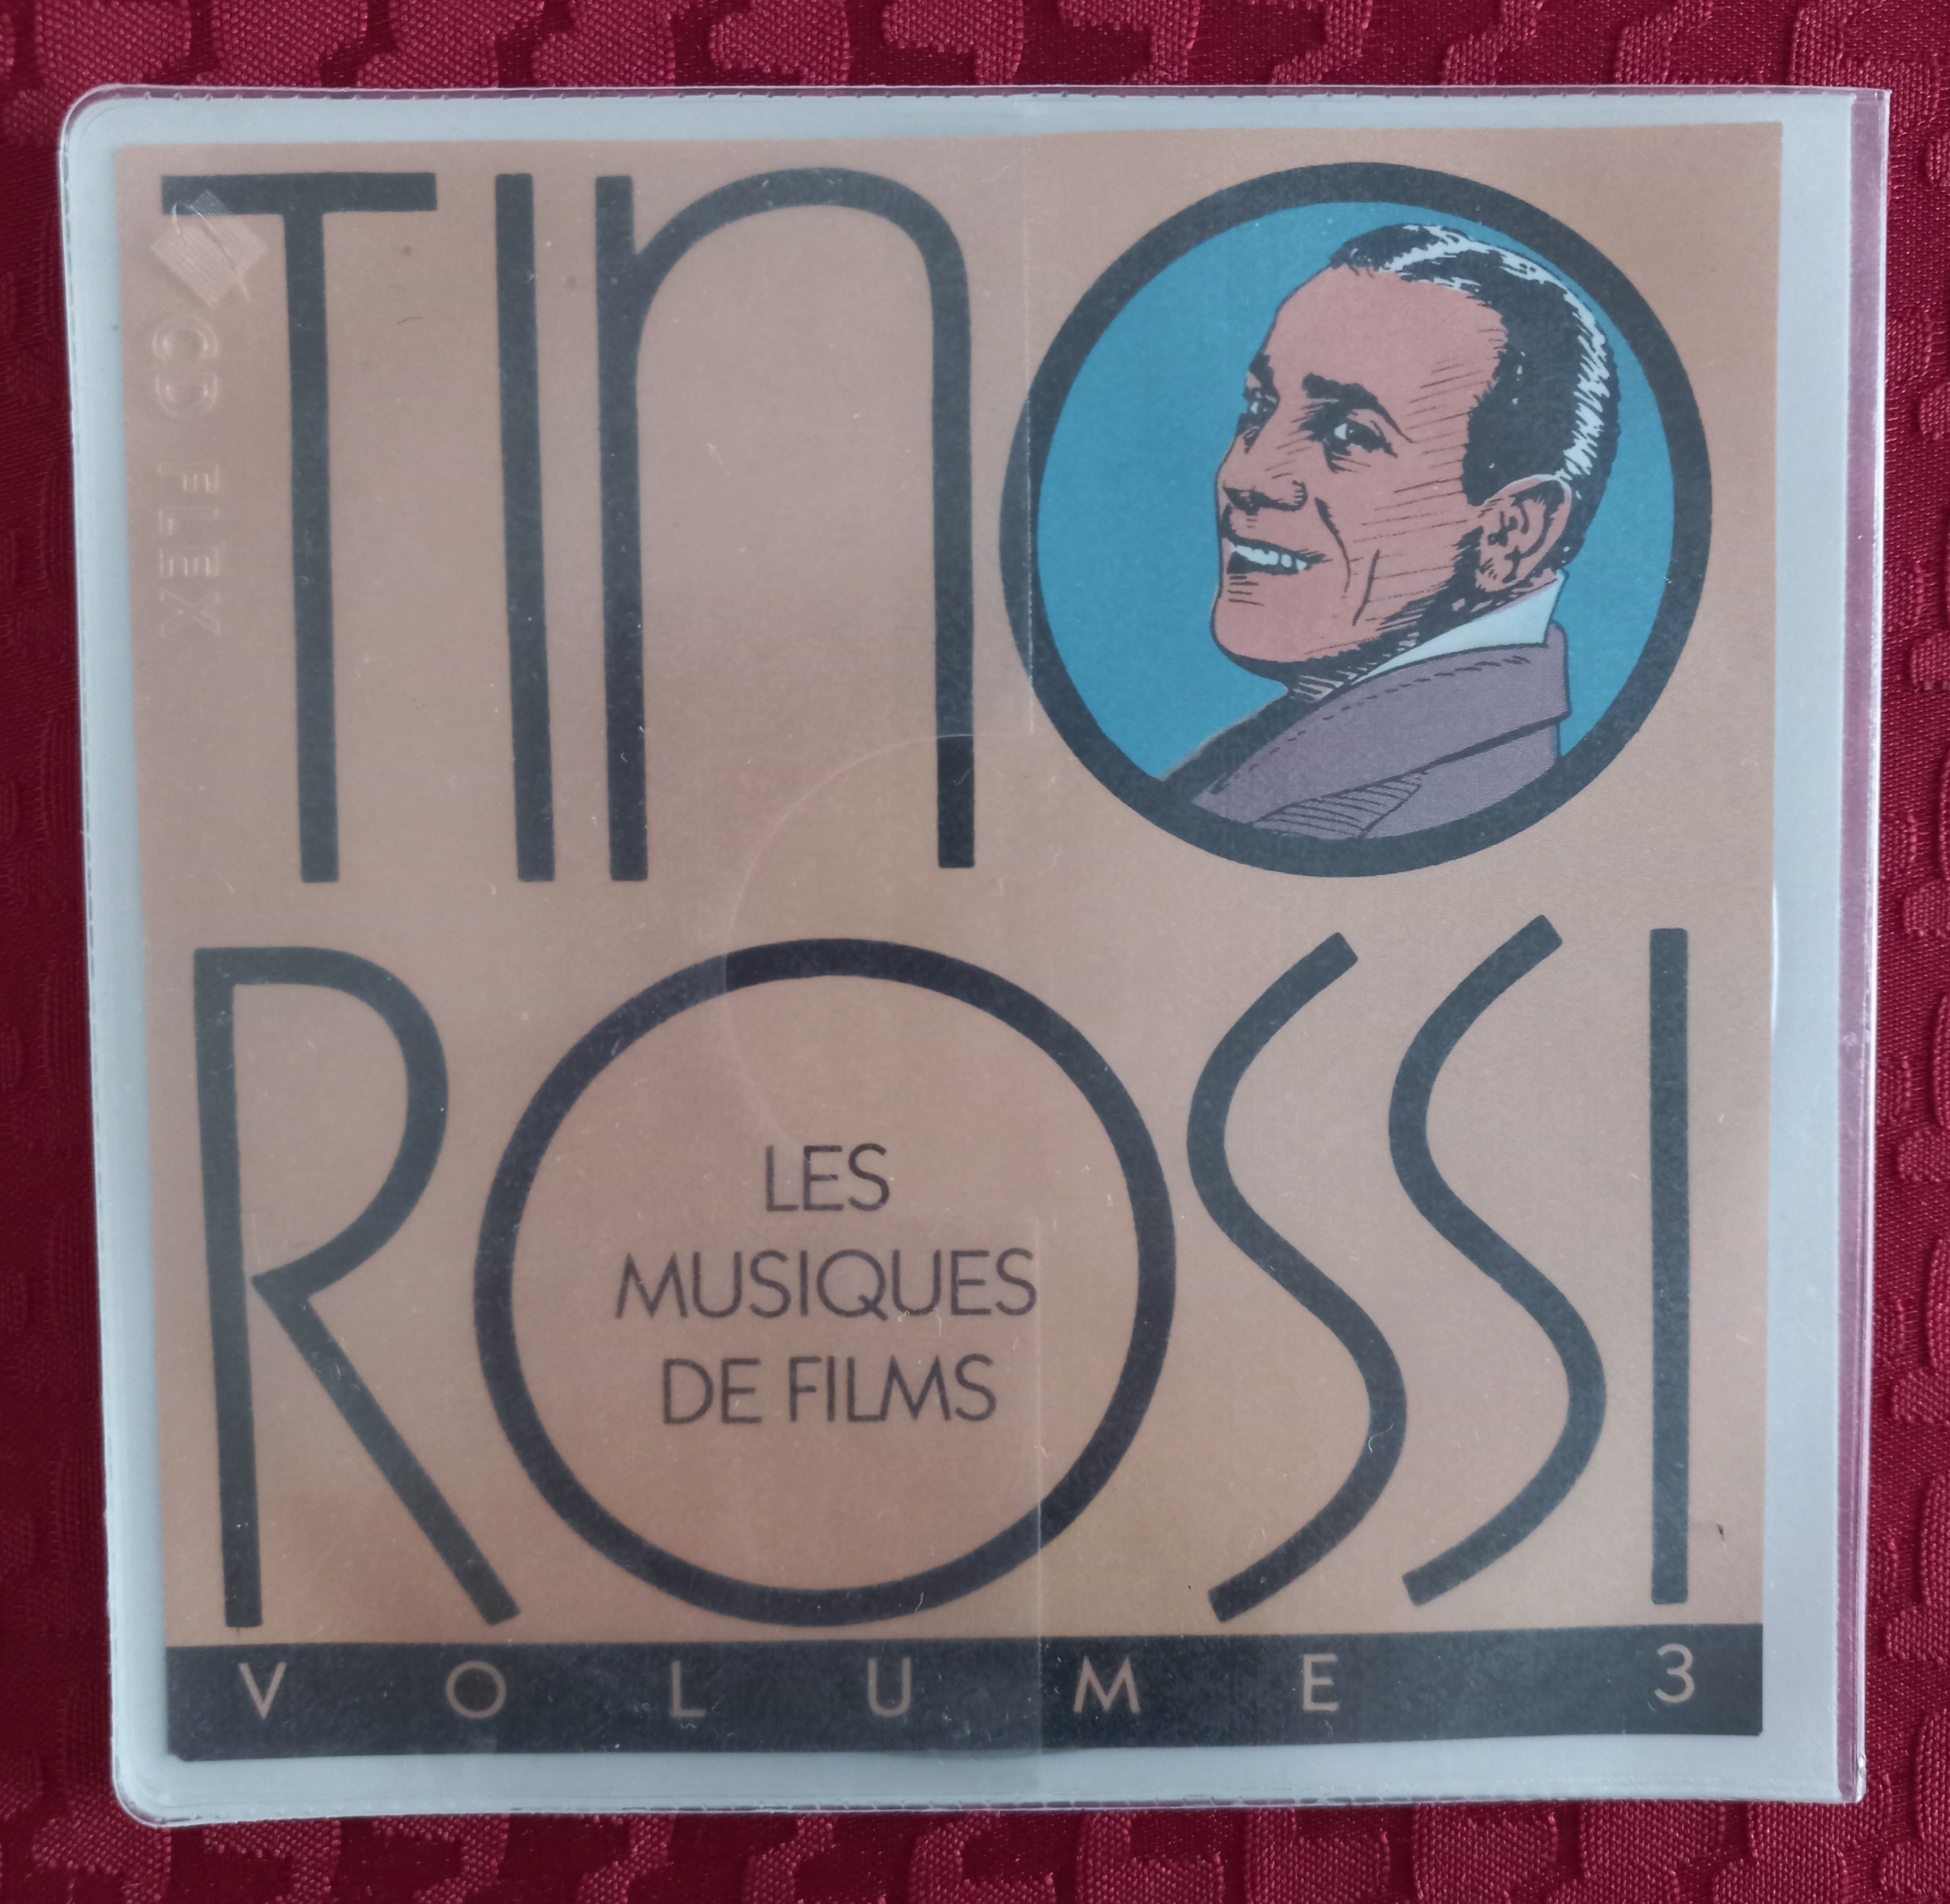 TINO
ROSSI
LES
MUSIQUES
DE FILMS
VOLUME 3
CD FLEX